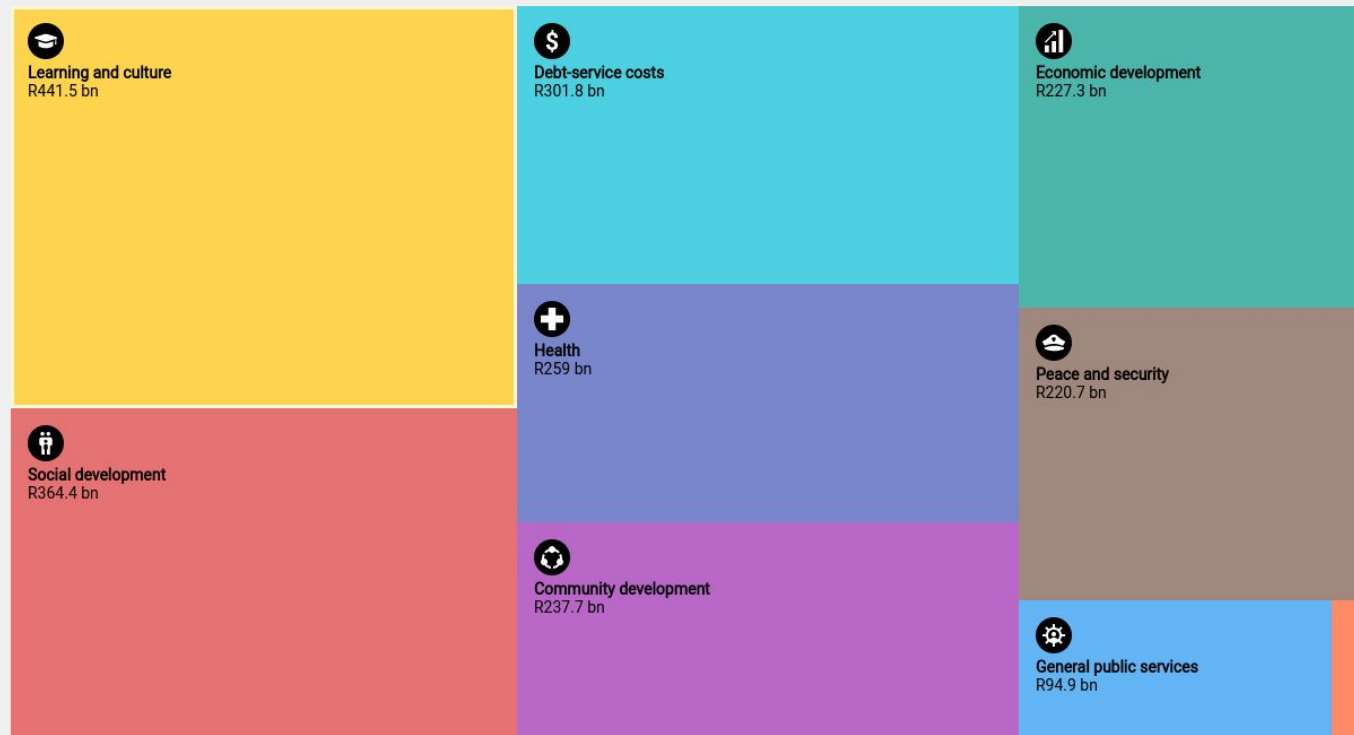 Learning and culture
R441.5 bn
Social development
R364.4 bn
$
Debt-service costs
R301.8 bn
Health
R259 bn
Community development
R237.7 bn
Economic development
R227.3 bn
Peace and security
R220.7 bn
General public services
R94.9 bn